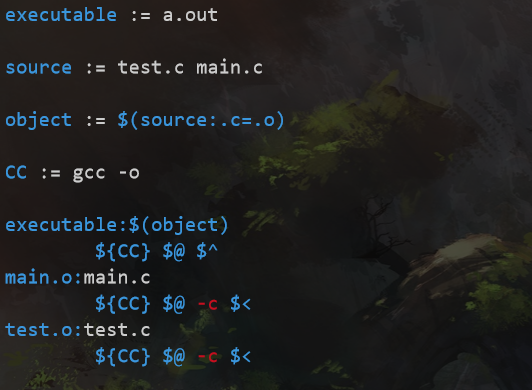 executable := a.out
source := test.c main.c
object := $(source:.c=.o)
CC := gcc -o
executable:$(object)
${CC} $@ $^
main.o:main.c
${CC} $@ -c $<
test.o:test.c
${CC} $@ -c $<